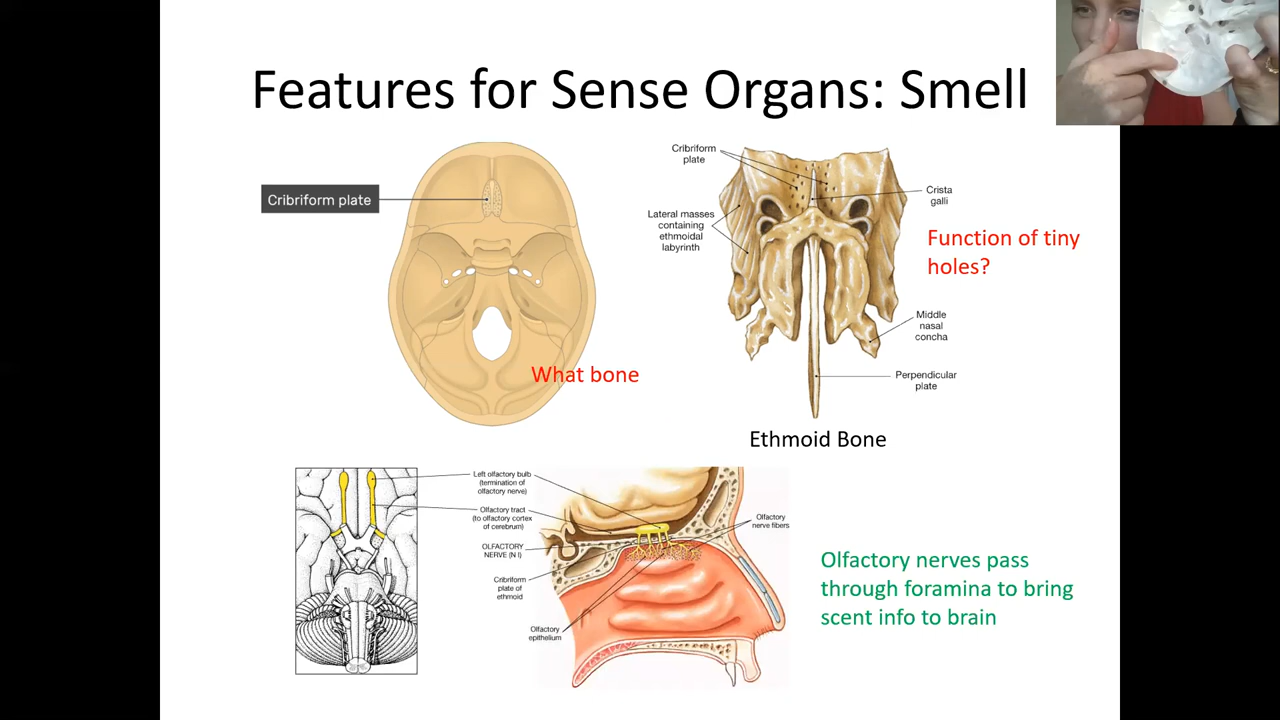 Features for Sense Organs: Smell
Cribriform plate
What bone
Cribriform
plate
Lateral masses
containing
ethmoidal
labyrinth
Crista
galli
Function of tiny
holes?
Middle
nasal
concha
Perpendicular
plate
Ethmoid Bone
Left olfactory bulb
(termination of
olfactory nerve)
Olfactory tract
(to olfactory cortex
of cerebrum)
OLFACTORY
NERVE (N I)
Cribriform
plate of
ethmoid
Olfactory
epithelium
Olfactory
nerve fibers
Olfactory nerves pass
through foramina to bring
scent info to brain